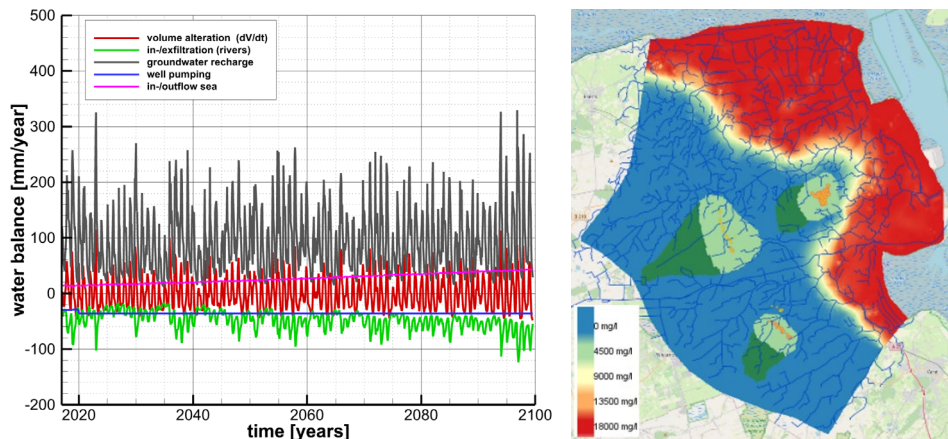 500
400
300
200
100
0
-100
-200
water balance [mm/year]
volume alteration (dV/dt)
in-/exfiltration (rivers)
groundwater recharge
well pumping
in-/outflow sea
2020
2040
2060
2080
2100
time [years]
0 mg/l
4500 mg/l
9000 mg/l
13500 mg/l
18000 mg/l